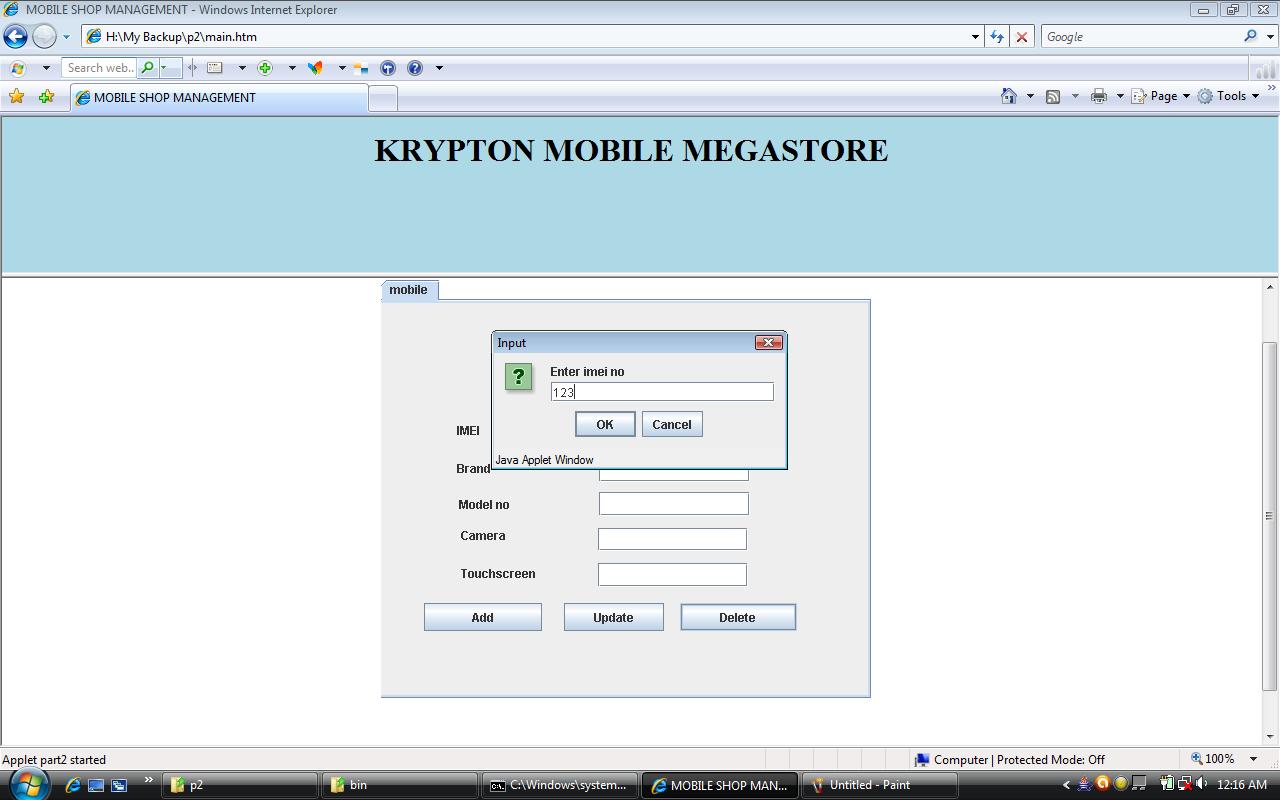 MOBILE SHOP MANAGEMENT - Windows Internet Explorer
H:\My Backup\p2\main.htm
Google
Search web..
MOBILE SHOP MANAGEMENT
Page
Tools
KRYPTON MOBILE MEGASTORE
mobile
Input
?
Enter imei no
123
OK
Cancel
Java Applet Window
IMEI
Brand
Model no
Camera
Touchscreen
Add
Update
Delete
Applet part2 started
Computer | Protected Mode: Off
100%
p2
bin
C:\Windows\system...
MOBILE SHOP MAN...
Untitled - Paint
12:16 AM